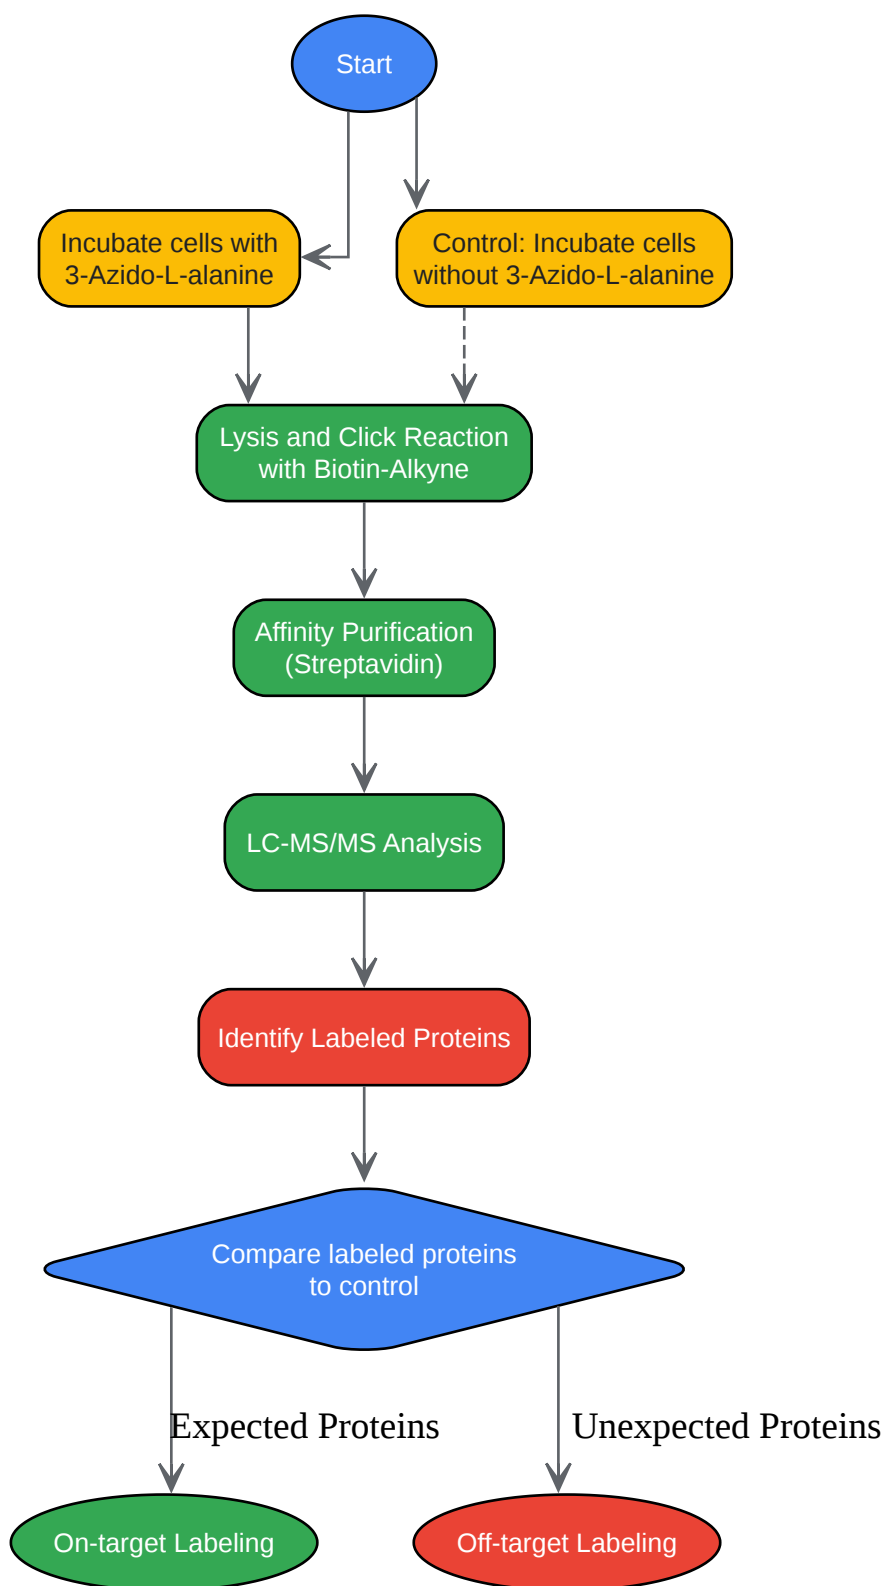 Start
Incubate cells with
3-Azido-L-alanine
Control: Incubate cells
without 3-Azido-L-alanine
Lysis and Click Reaction
with Biotin-Alkyne
Affinity Purification
(Streptavidin)
LC-MS/MS Analysis
Identify Labeled Proteins
Compare labeled proteins
to control
Expected Proteins
Unexpected Proteins
On-target Labeling
Off-target Labeling